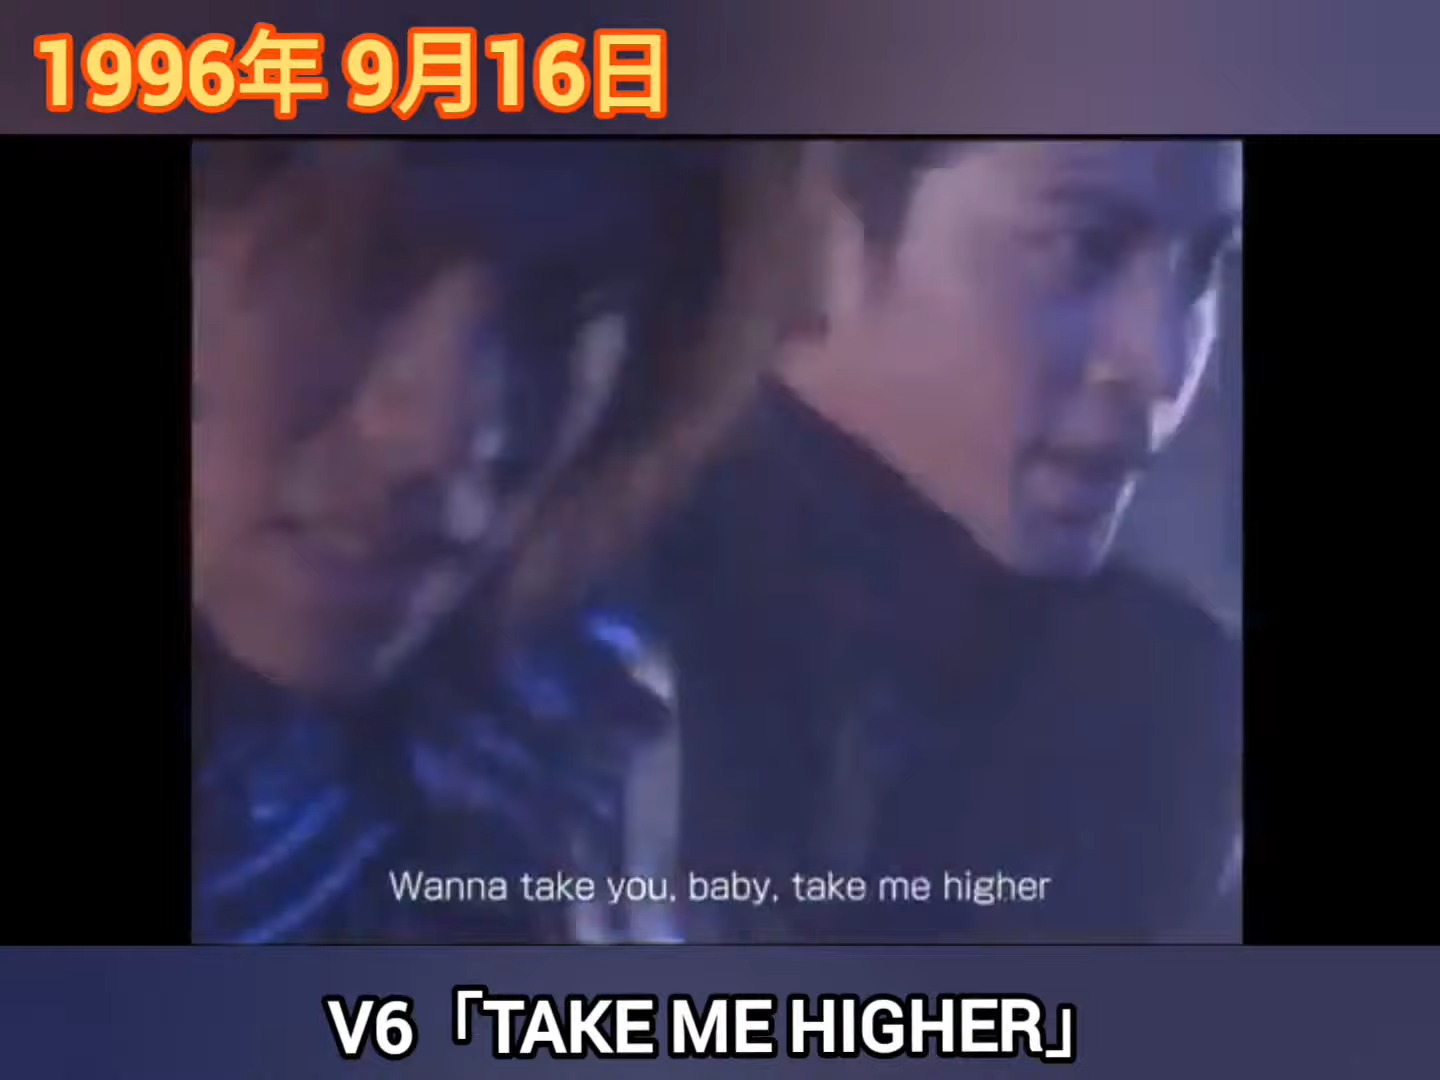 1996年 9月16日
Wanna take you, baby, take me higher
V6「TAKE ME HIGHER」